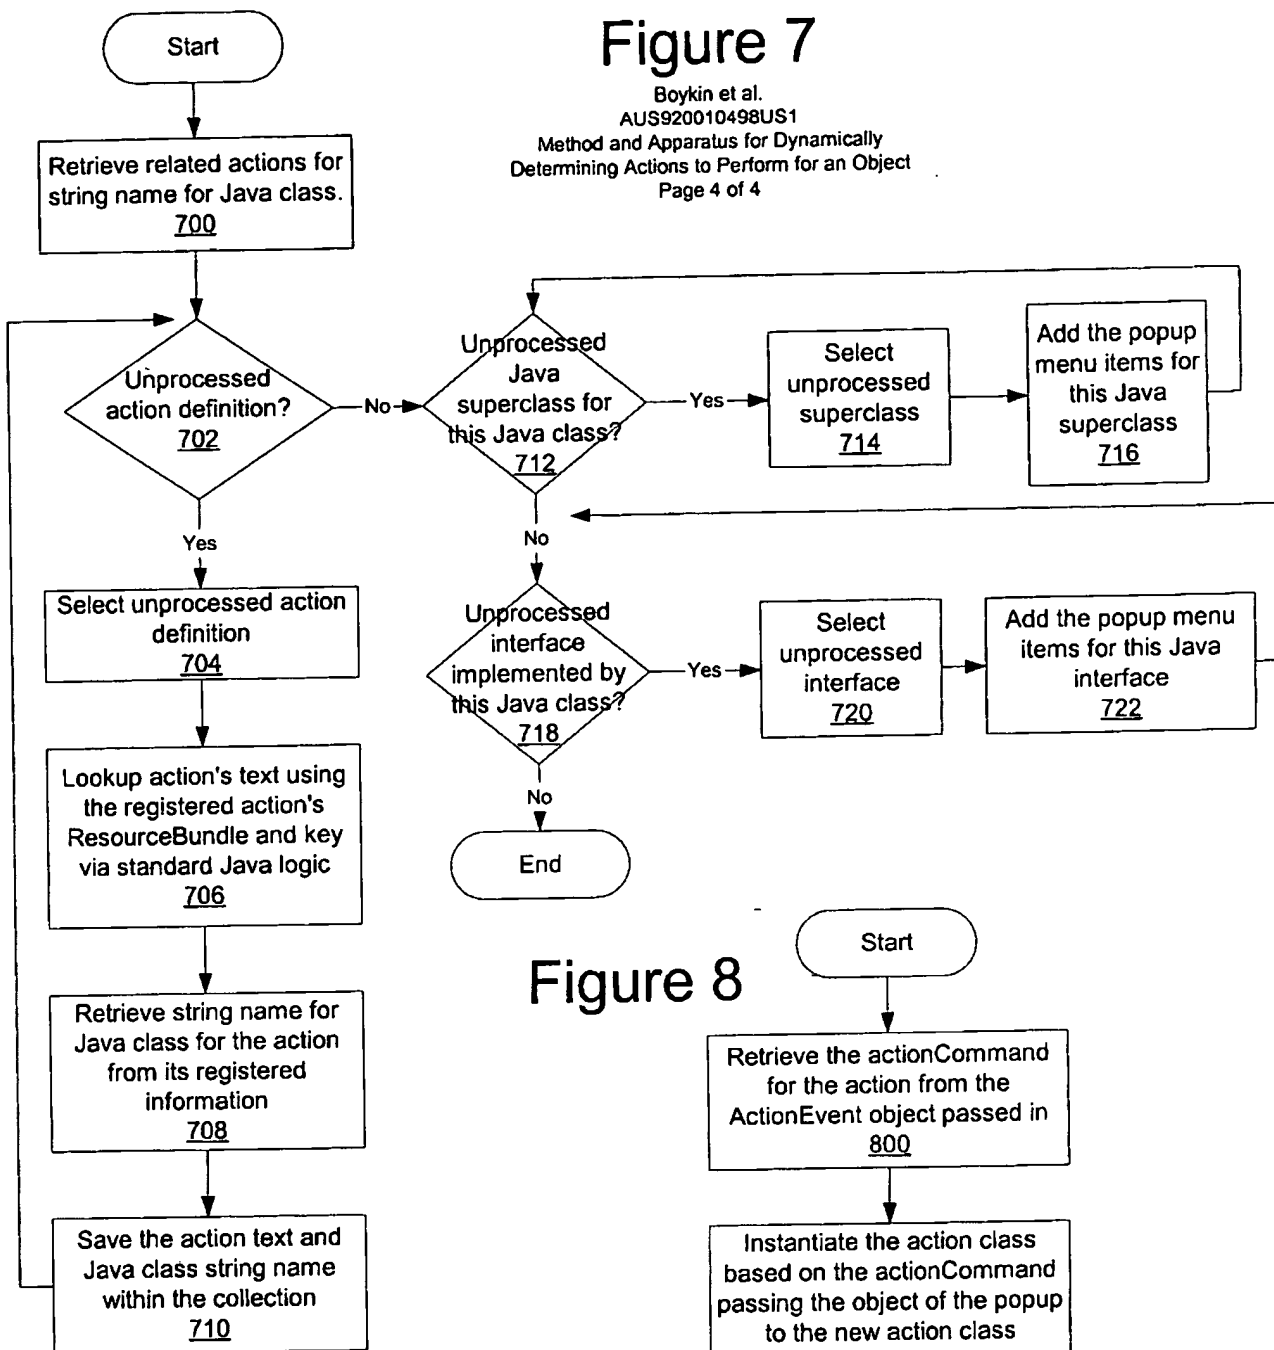 Figure 7
Boykin et al.
AUS920010498US1
Method and Apparatus for Dynamically
Determining Actions to Perform for an Object
Page 4 of 4
Start
Retrieve related actions for
string name for Java class.
700
Unprocessed
action definition?
702
No
Yes
Select unprocessed action
definition
704
Lookup action's text using
the registered action's
ResourceBundle and key
via standard Java logic
706
Retrieve string name for
Java class for the action
from its registered
information
708
Save the action text and
Java class string name
within the collection
710
Unprocessed
Java
superclass for
this Java class?
712
Yes
Select
unprocessed
superclass
714
Add the popup
menu items for
this Java
superclass
716
No
Unprocessed
interface
implemented by
this Java class?
718
Yes
Select
unprocessed
interface
720
Add the popup menu
items for this Java
interface
722
No
End
Figure 8
Start
Retrieve the actionCommand
for the action from the
ActionEvent object passed in
800
Instantiate the action class
based on the actionCommand
passing the object of the popup
to the new action class